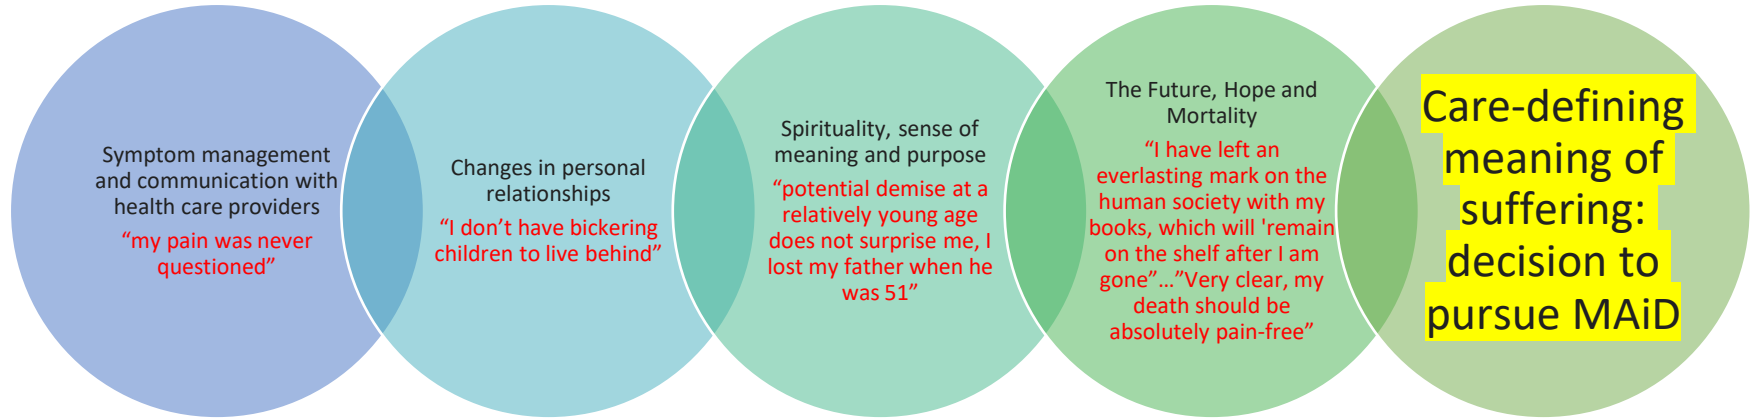 Symptom management
and communication with
health care providers
“my pain was never
questioned”
Changes in personal
relationships
“I don’t have bickering
children to live behind”
Spirituality, sense of
meaning and purpose
“potential demise at a
relatively young age
does not surprise me, I
lost my father when he
was 51”
The Future, Hope and
Mortality
“I have left an
everlasting mark on the
human society with my
books, which will 'remain
on the shelf after I am
gone”…”Very clear, my
death should be
absolutely pain-free”
Care-defining
meaning of
suffering:
decision to
pursue MAiD